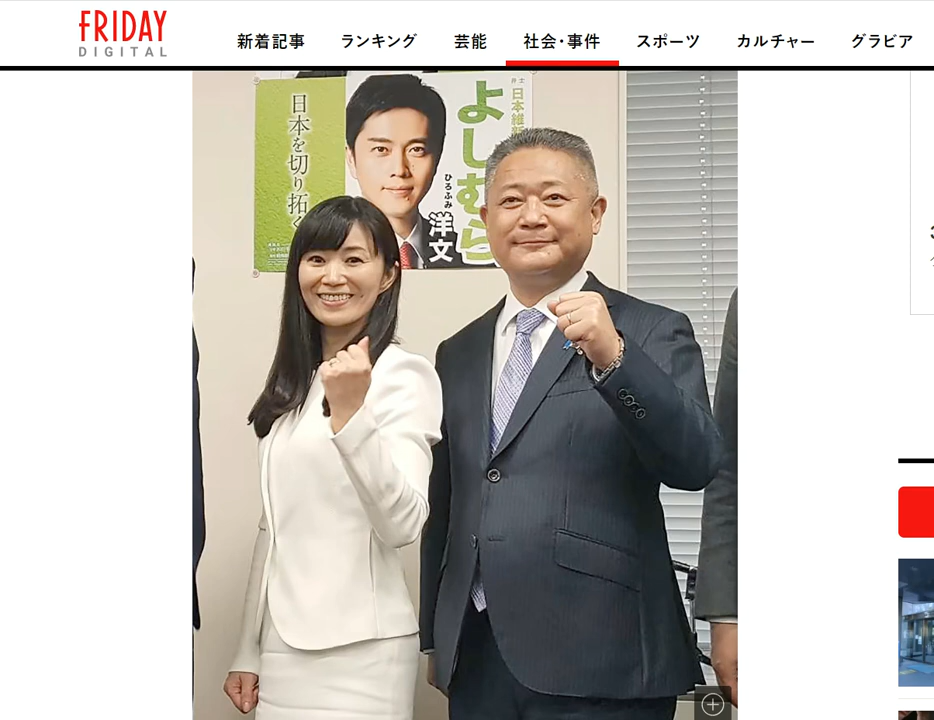 FRIDAY
DIGITAL
新着記事
ランキング
芸能
社会・事件
スポーツ
カルチャー
グラビア
日本を切り拓く
よしむら
ひろふみ
洋文
日本維